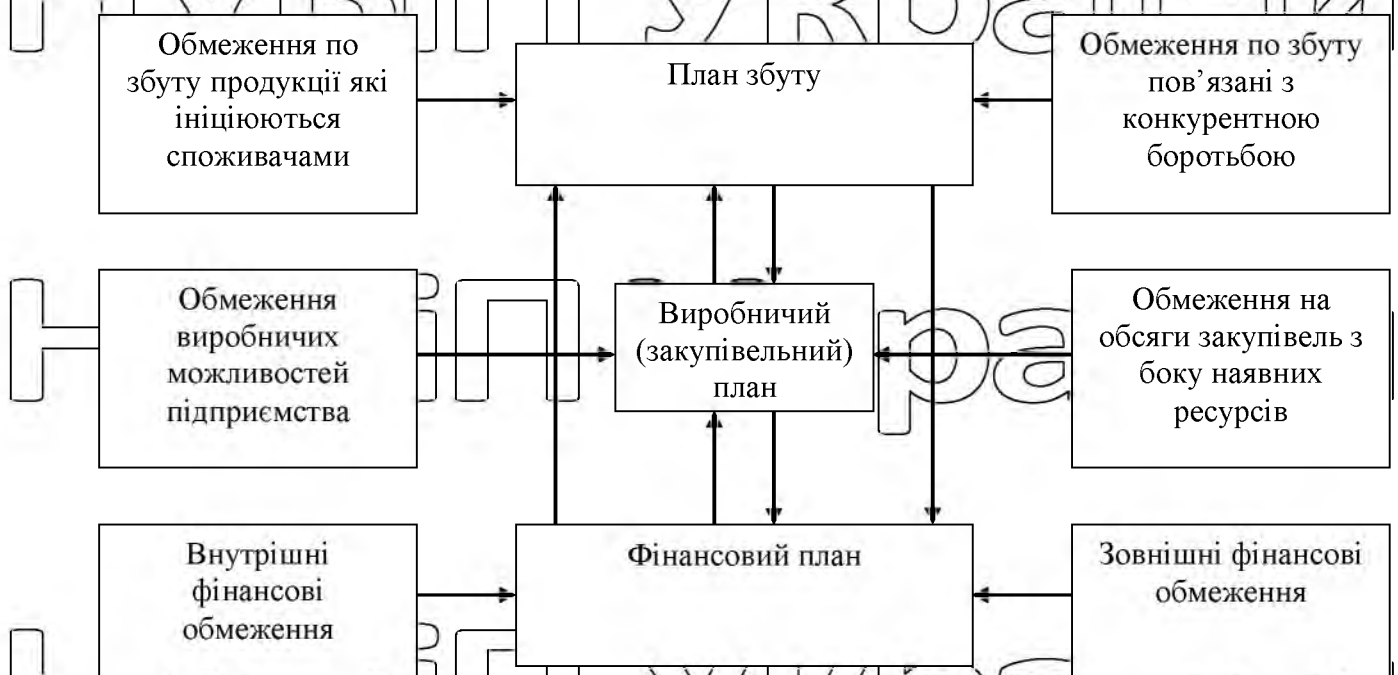 Обмеження по
збуту продукції які
ініціюються
споживачами
План збуту
Обмеження по збуту
пов’язані з
конкурентною
боротьбою
Обмеження
виробничих
можливостей
підприємства
Виробничий
(закупівельний)
план
Обмеження на
обсяги закупівель з
боку наявних
ресурсів
Внутрішні
фінансові
обмеження
Фінансовий план
Зовнішні фінансові
обмеження